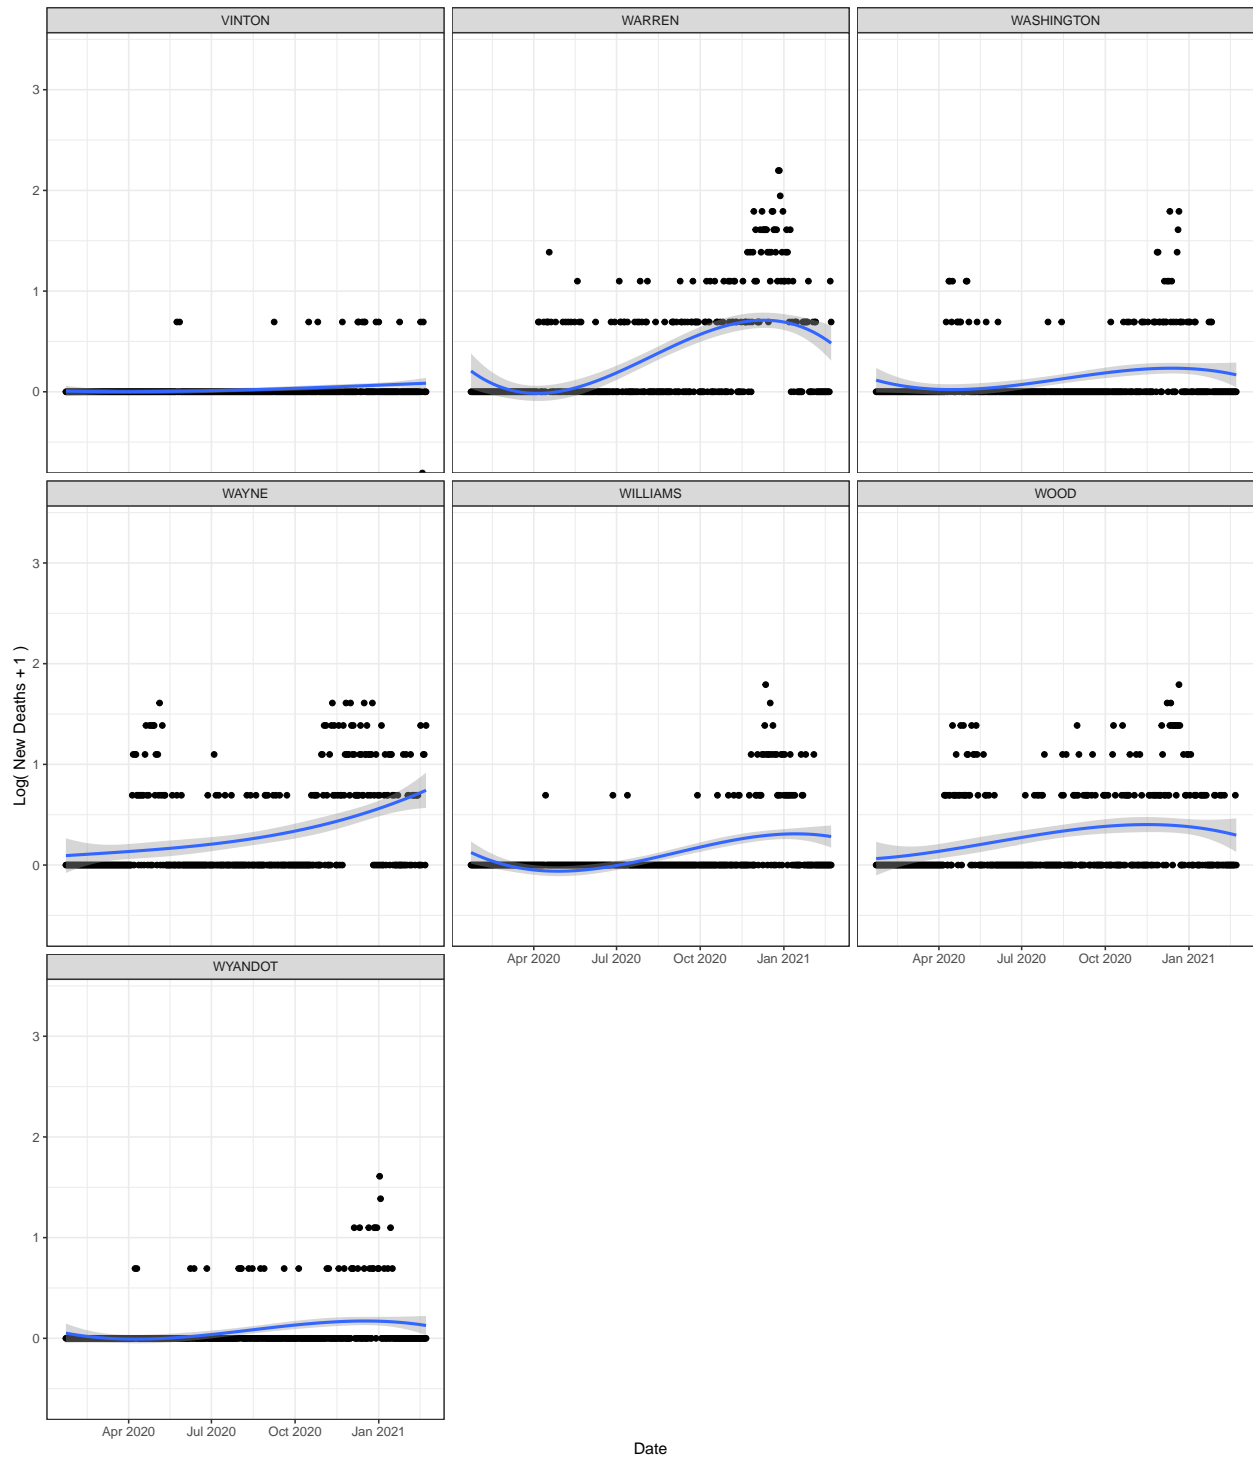 VINTON WARREN WASHINGTON
3
2
1
0
WAYNE WILLIAMS WOOD
3
2
1
0
Log( New Deaths + 1 )
Apr 2020 Jul 2020 Oct 2020 Jan 2021 Apr 2020 Jul 2020 Oct 2020 Jan 2021
WYANDOT
3
2
1
0
Apr 2020 Jul 2020 Oct 2020 Jan 2021
Date